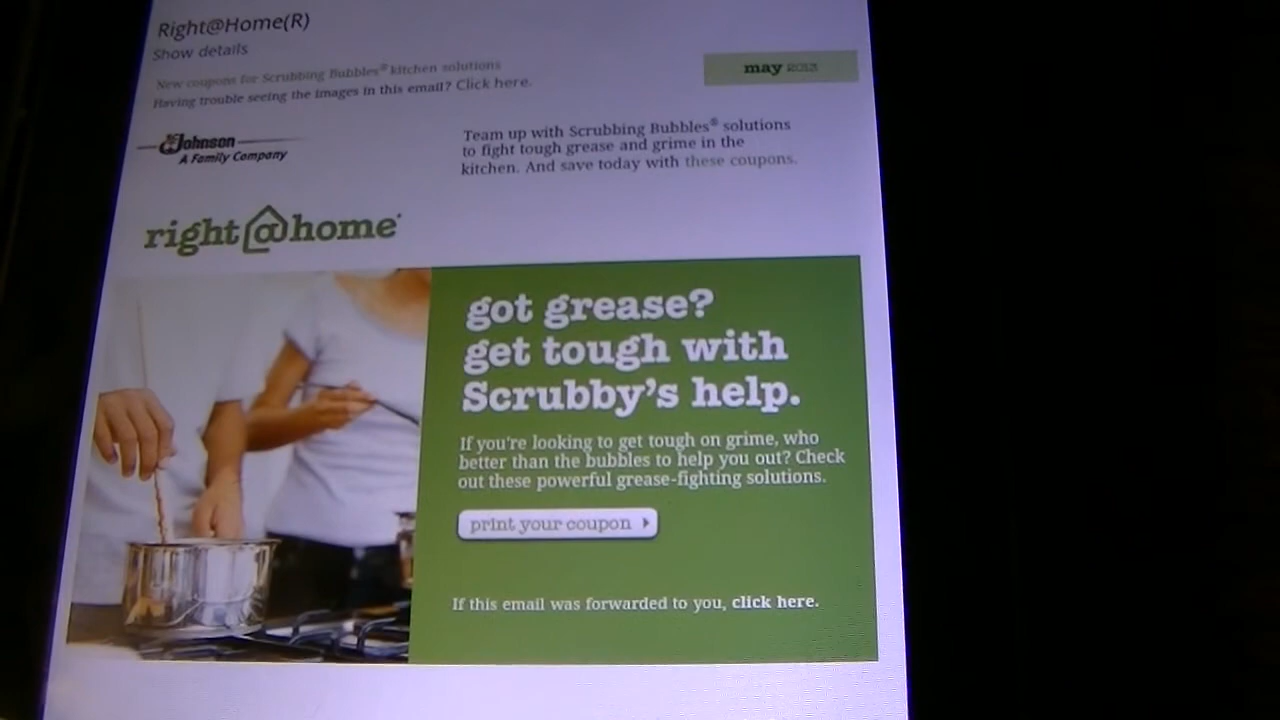 Right@Home(R)
Show details
New coupons for Scrubbing Bubbles® kitchen solutions
Having trouble seeing the images in this email? Click here.
may 2013
Johnson
A Family Company
Team up with Scrubbing Bubbles® solutions
to fight tough grease and grime in the
kitchen. And save today with these coupons.
right@home®
got grease?
get tough with
Scrubby's help.
If you're looking to get tough on grime, who
better than the bubbles to help you out? Check
out these powerful grease-fighting solutions.
print your coupon
If this email was forwarded to you, click here.